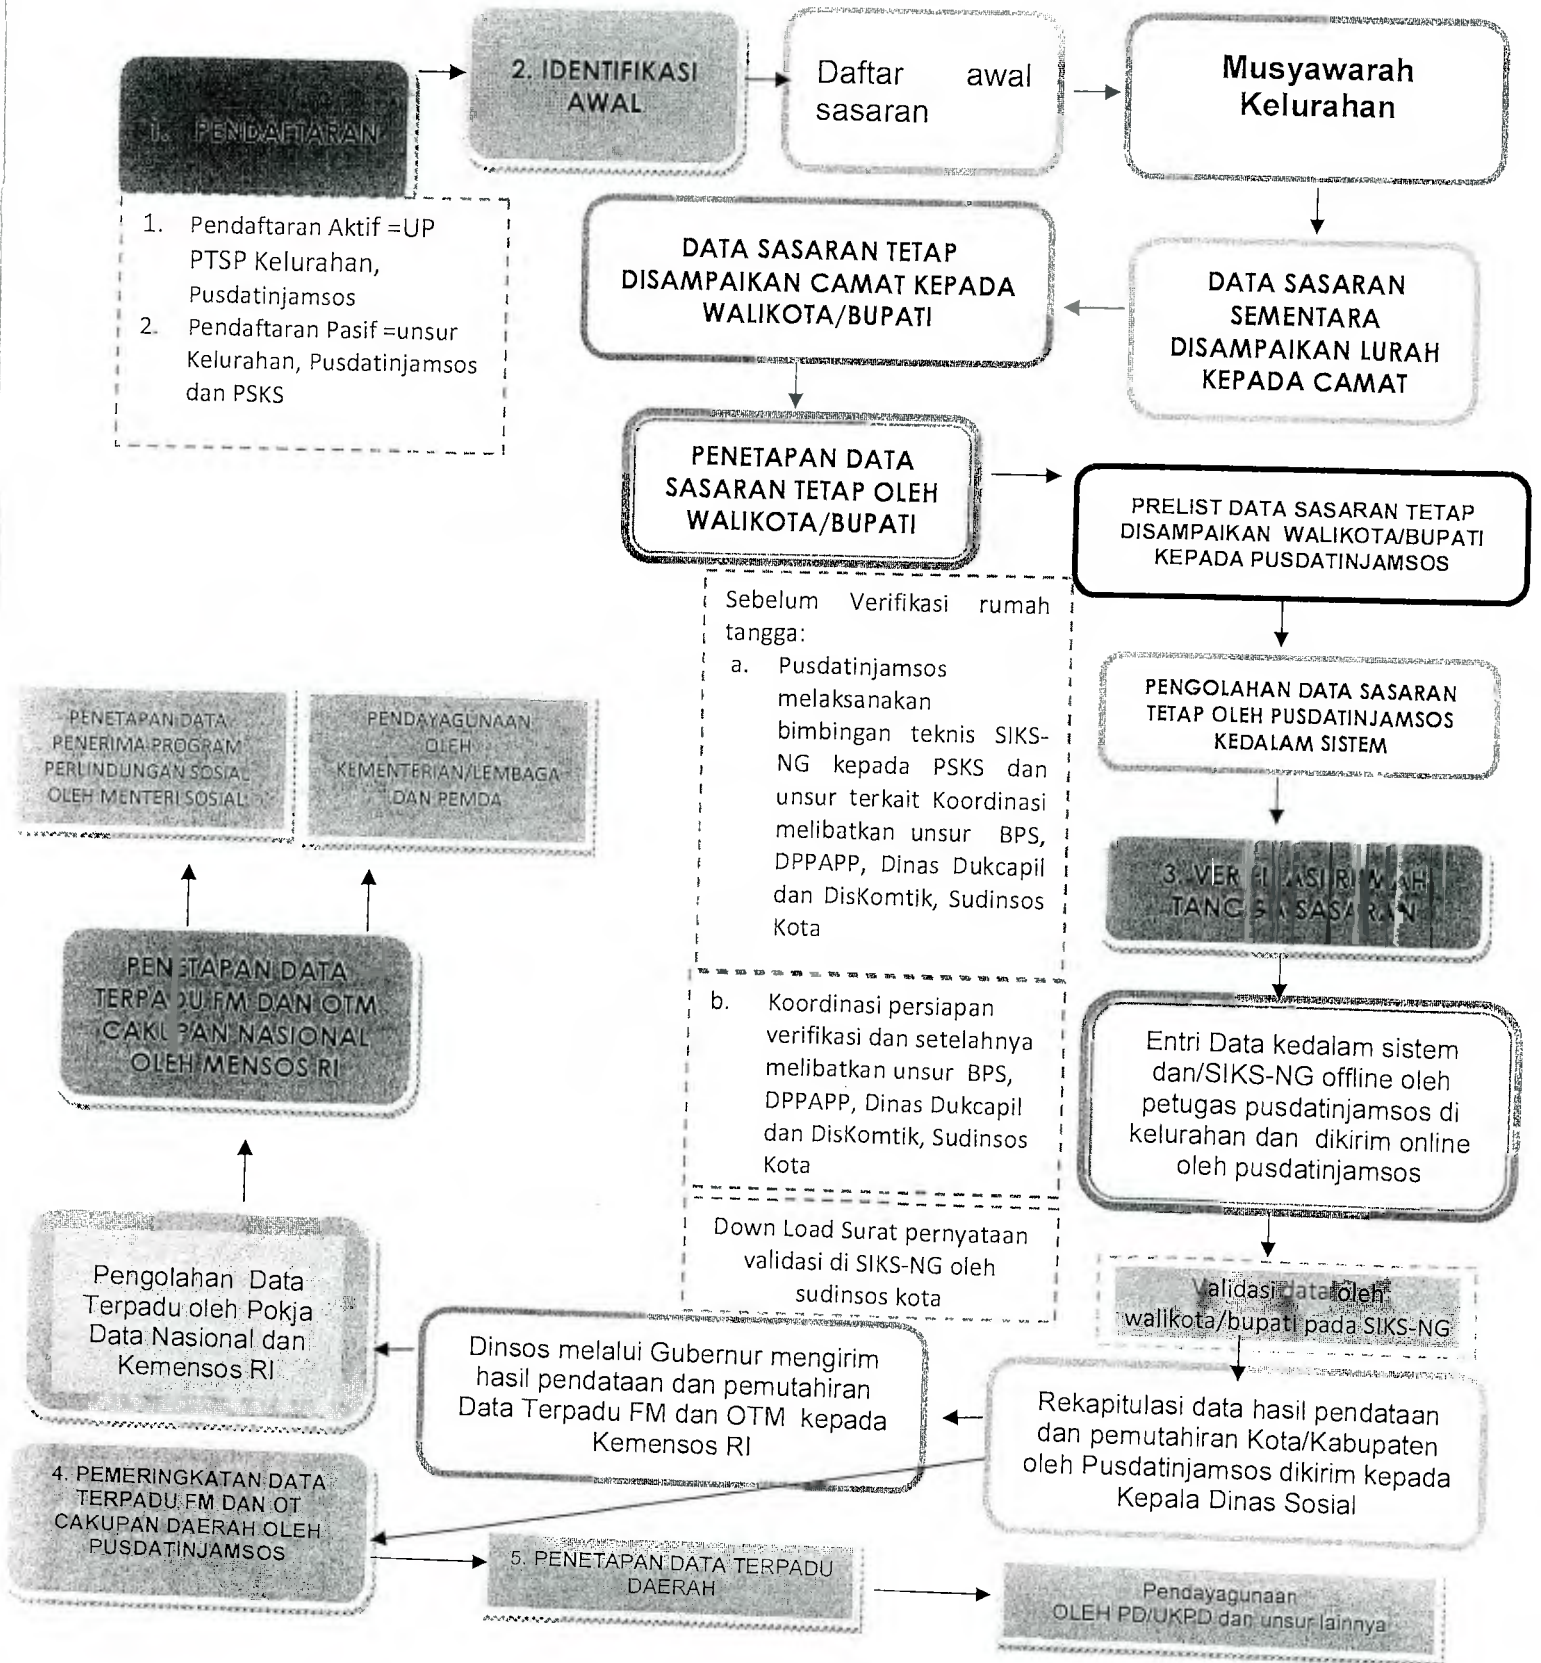 1. PENDAFTARAN
2. IDENTIFIKASI
AWAL
Daftar awal
sasaran
Musyawarah
Kelurahan
1. Pendaftaran Aktif =UP
PTSP Kelurahan,
Pusdatinjamsos
2. Pendaftaran Pasif =unsur
Kelurahan, Pusdatinjamsos
dan PSKS
DATA SASARAN TETAP
DISAMPAIKAN CAMAT KEPADA
WALIKOTA/BUPATI
DATA SASARAN
SEMENTARA
DISAMPAIKAN LURAH
KEPADA CAMAT
PENETAPAN DATA
SASARAN TETAP OLEH
WALIKOTA/BUPATI
PRELIST DATA SASARAN TETAP
DISAMPAIKAN WALIKOTA/BUPATI
KEPADA PUSDATINJAMSOS
Sebelum Verifikasi rumah
tangga:
a. Pusdatinjamsos
melaksanakan
bimbingan teknis SIKS-
NG kepada PSKS dan
unsur terkait Koordinasi
melibatkan unsur BPS,
DPPAPP, Dinas Dukcapil
dan DisKomtik, Sudinsos
Kota
b. Koordinasi persiapan
verifikasi dan setelahnya
melibatkan unsur BPS,
DPPAPP, Dinas Dukcapil
dan DisKomtik, Sudinsos
Kota
Down Load Surat pernyataan
validasi di SIKS-NG oleh
sudinsos kota
PENGOLAHAN DATA SASARAN
TETAP OLEH PUSDATINJAMSOS
KEDALAM SISTEM
3. VERIFIKASI RUMAH
TANGGA SASARAN
Entri Data kedalam sistem
dan/SIKS-NG offline oleh
petugas pusdatinjamsos di
kelurahan dan dikirim online
oleh pusdatinjamsos
Validasi data oleh
walikota/bupati pada SIKS-NG
Rekapitulasi data hasil pendataan
dan pemutahiran Kota/Kabupaten
oleh Pusdatinjamsos dikirim kepada
Kepala Dinas Sosial
Dinsos melalui Gubernur mengirim
hasil pendataan dan pemutahiran
Data Terpadu FM dan OTM kepada
Kemensos RI
Pengolahan Data
Terpadu oleh Pokja
Data Nasional dan
Kemensos RI
PENETAPAN DATA
TERPADU FM DAN OTM
CAKUPAN NASIONAL
OLEH MENSOS RI
PENETAPAN DATA
PENERIMA PROGRAM
PERLINDUNGAN SOSIAL
OLEH MENTERI SOSIAL
PENDAYAGUNAAN
OLEH
KEMENTERIAN/LEMBAGA
DAN PEMDA
4. PEMERINGKATAN DATA
TERPADU FM DAN OT
CAKUPAN DAERAH OLEH
PUSDATINJAMSOS
5. PENETAPAN DATA TERPADU
DAERAH
Pendayagunaan
OLEH PD/UKPD dan unsur lainnya